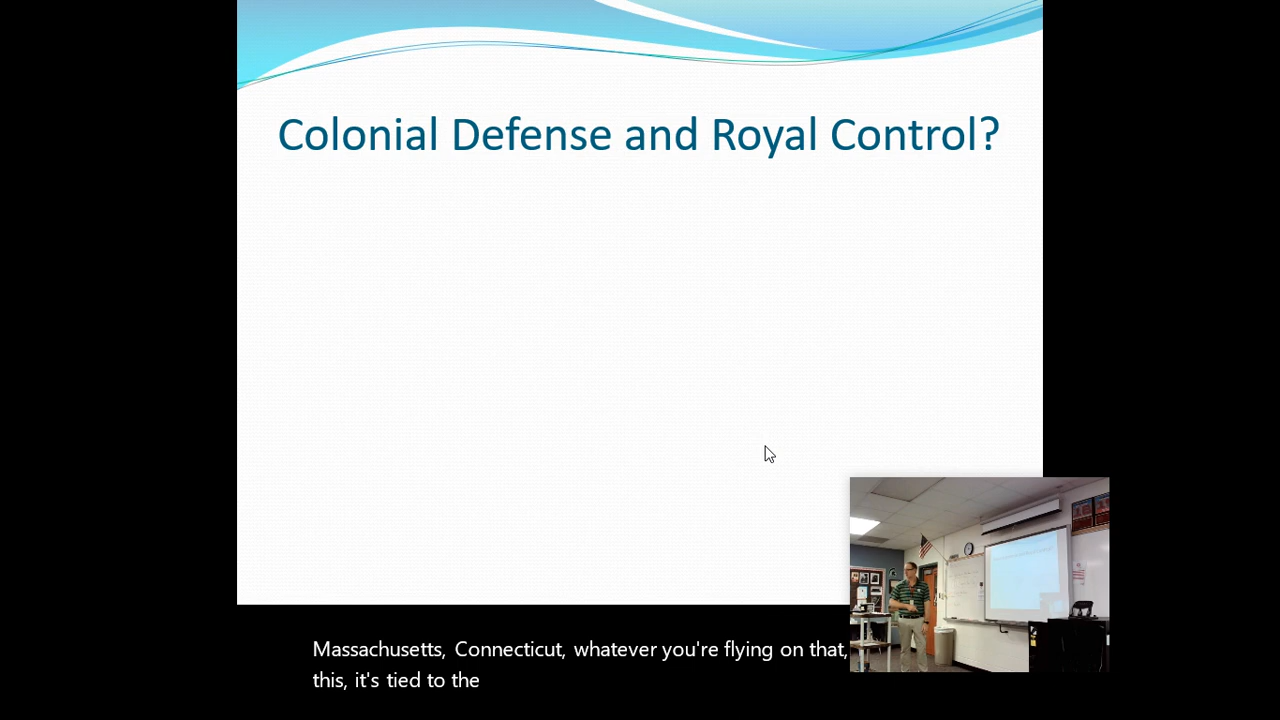 Colonial Defense and Royal Control?
Massachusetts, Connecticut, whatever you're flying on that,
this, it's tied to the